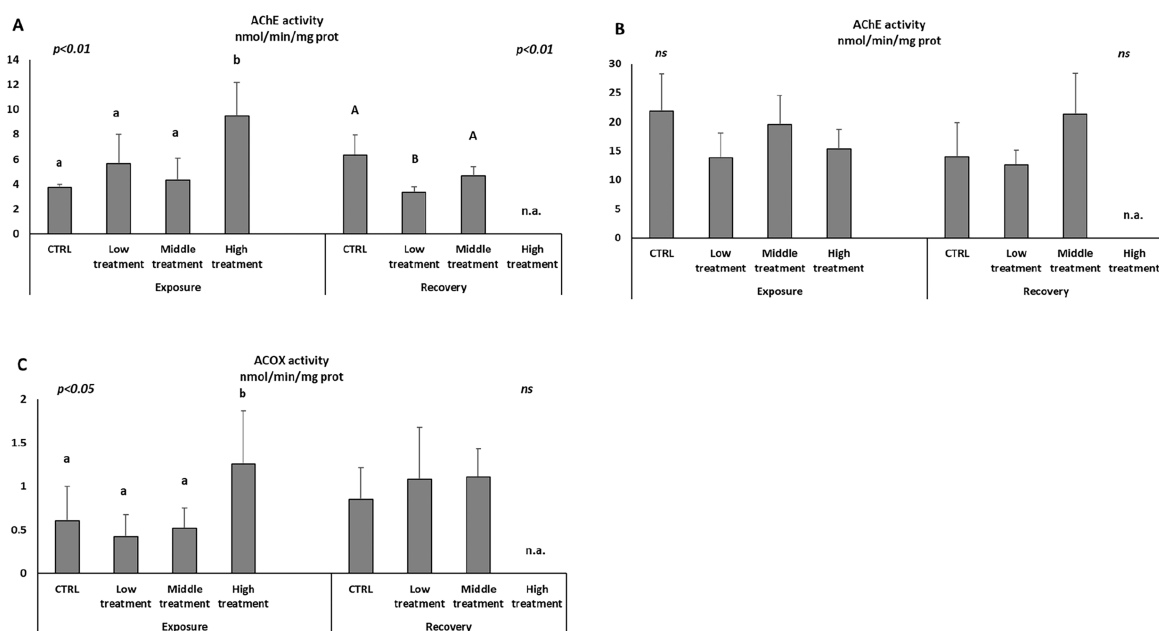 A
AChE activity
nmol/min/mg prot
p<0.01
p<0.01
14
12
10
8
6
4
2
0
a
a
a
b
A
B
A
n.a.
CTRL
Low treatment
Middle treatment
High treatment
CTRL
Low treatment
Middle treatment
High treatment
Exposure
Recovery
B
AChE activity
nmol/min/mg prot
ns
ns
30
25
20
15
10
5
0
n.a.
CTRL
Low treatment
Middle treatment
High treatment
CTRL
Low treatment
Middle treatment
High treatment
Exposure
Recovery
C
ACOX activity
nmol/min/mg prot
p<0.05
ns
2
1.5
1
0.5
0
a
a
a
b
n.a.
CTRL
Low treatment
Middle treatment
High treatment
CTRL
Low treatment
Middle treatment
High treatment
Exposure
Recovery